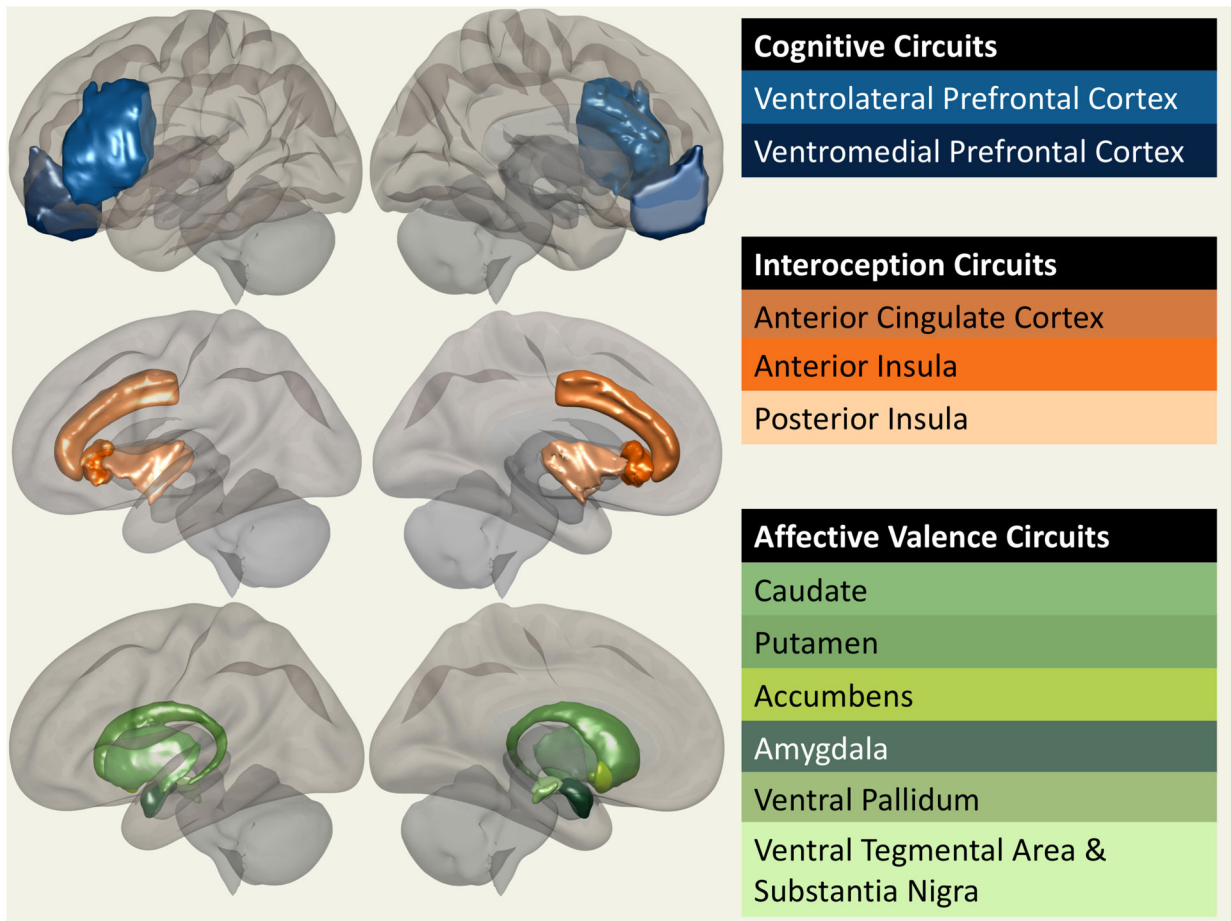 Cognitive Circuits
Ventrolateral Prefrontal Cortex
Ventromedial Prefrontal Cortex
Interoception Circuits
Anterior Cingulate Cortex
Anterior Insula
Posterior Insula
Affective Valence Circuits
Caudate
Putamen
Accumbens
Amygdala
Ventral Pallidum
Ventral Tegmental Area &
Substantia Nigra